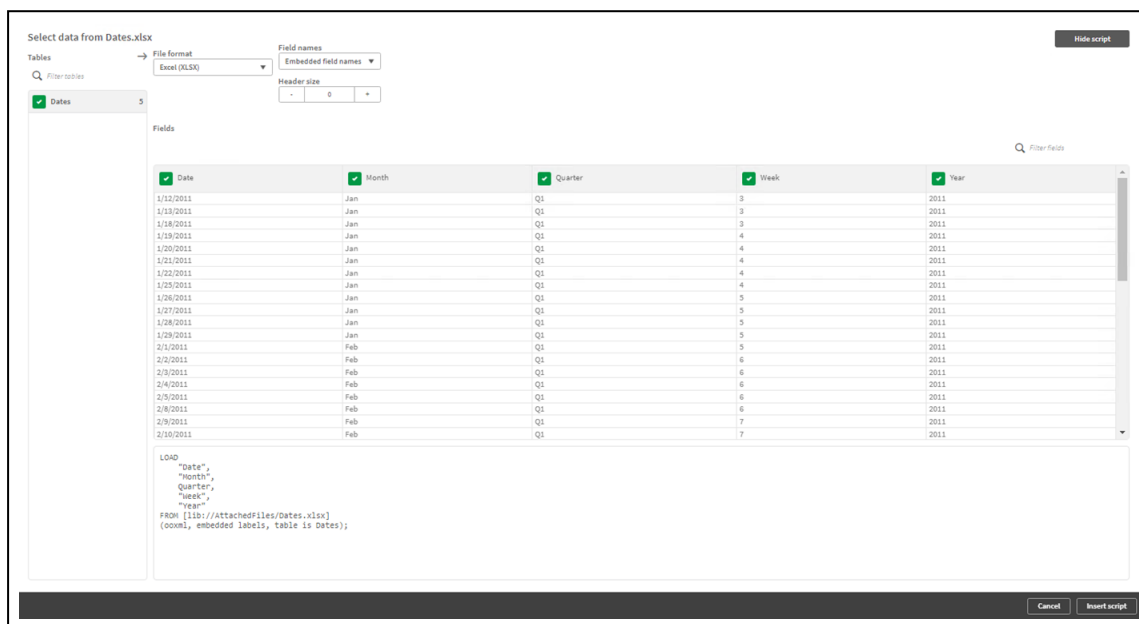 Select data from Dates.xlsx
Hide script
Tables
Filter tables
Dates 5
File format
Excel (XLSX)
Field names
Embedded field names
Header size
- 0 +
Fields
Filter fields
Date Month Quarter Week Year
1/12/2011 Jan Q1 3 2011
1/13/2011 Jan Q1 3 2011
1/18/2011 Jan Q1 3 2011
1/19/2011 Jan Q1 4 2011
1/20/2011 Jan Q1 4 2011
1/21/2011 Jan Q1 4 2011
1/22/2011 Jan Q1 4 2011
1/25/2011 Jan Q1 4 2011
1/26/2011 Jan Q1 5 2011
1/27/2011 Jan Q1 5 2011
1/28/2011 Jan Q1 5 2011
1/29/2011 Jan Q1 5 2011
2/1/2011 Feb Q1 5 2011
2/2/2011 Feb Q1 6 2011
2/3/2011 Feb Q1 6 2011
2/4/2011 Feb Q1 6 2011
2/5/2011 Feb Q1 6 2011
2/8/2011 Feb Q1 6 2011
2/9/2011 Feb Q1 7 2011
2/10/2011 Feb Q1 7 2011
LOAD
"Date",
"Month",
Quarter,
"Week",
"Year"
FROM [lib://AttachedFiles/Dates.xlsx]
(ooxml, embedded labels, table is Dates);
Cancel
Insert script